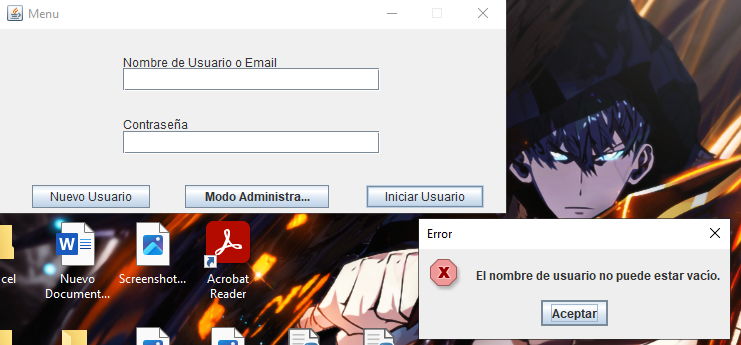 Menu
Nombre de Usuario o Email
Contraseña
Nuevo Usuario
Modo Administra...
Iniciar Usuario
cel
Nuevo
Document...
Screenshot...
Acrobat
Reader
Error
El nombre de usuario no puede estar vacío.
Aceptar